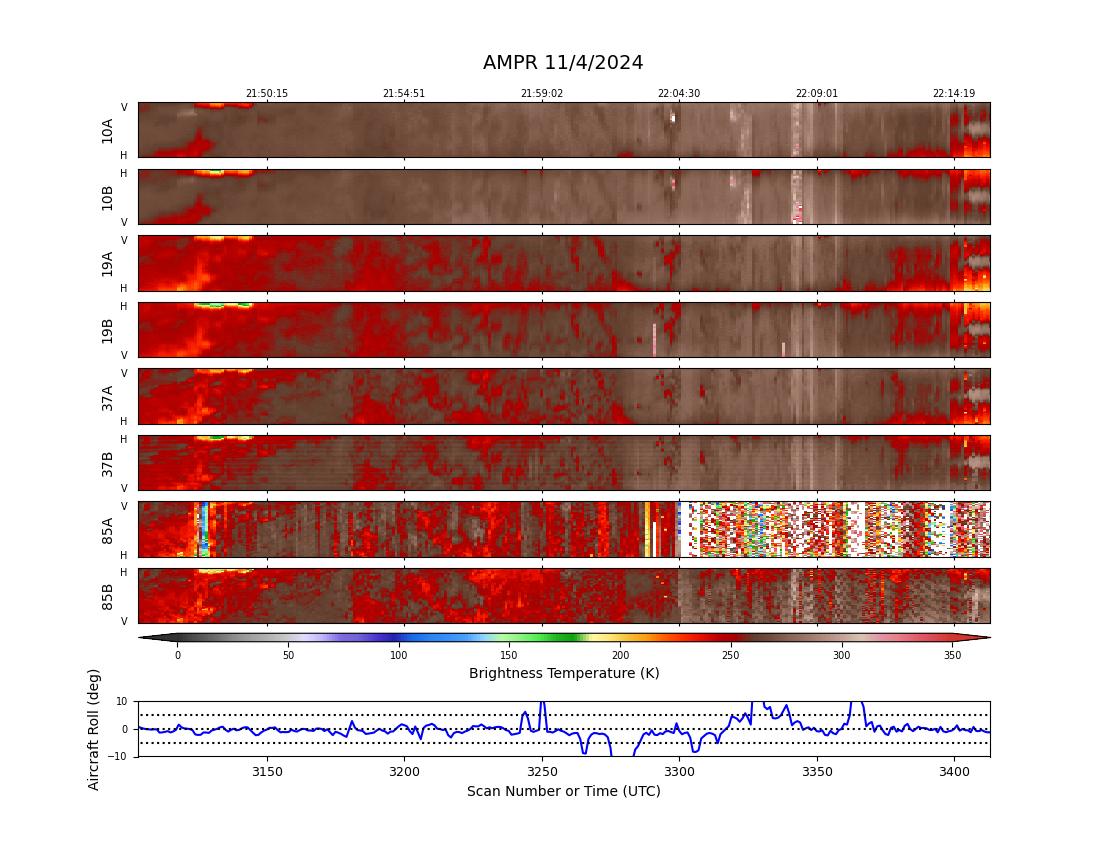 AMPR 11/4/2024
21:50:15 21:54:51 21:59:02 22:04:30 22:09:01 22:14:19
V
10A
H
H
10B
V
V
19A
H
H
19B
V
V
37A
H
H
37B
V
V
85A
H
H
85B
V
0 50 100 150 200 250 300 350
Brightness Temperature (K)
Aircraft Roll (deg)
10
0
−10
3150 3200 3250 3300 3350 3400
Scan Number or Time (UTC)